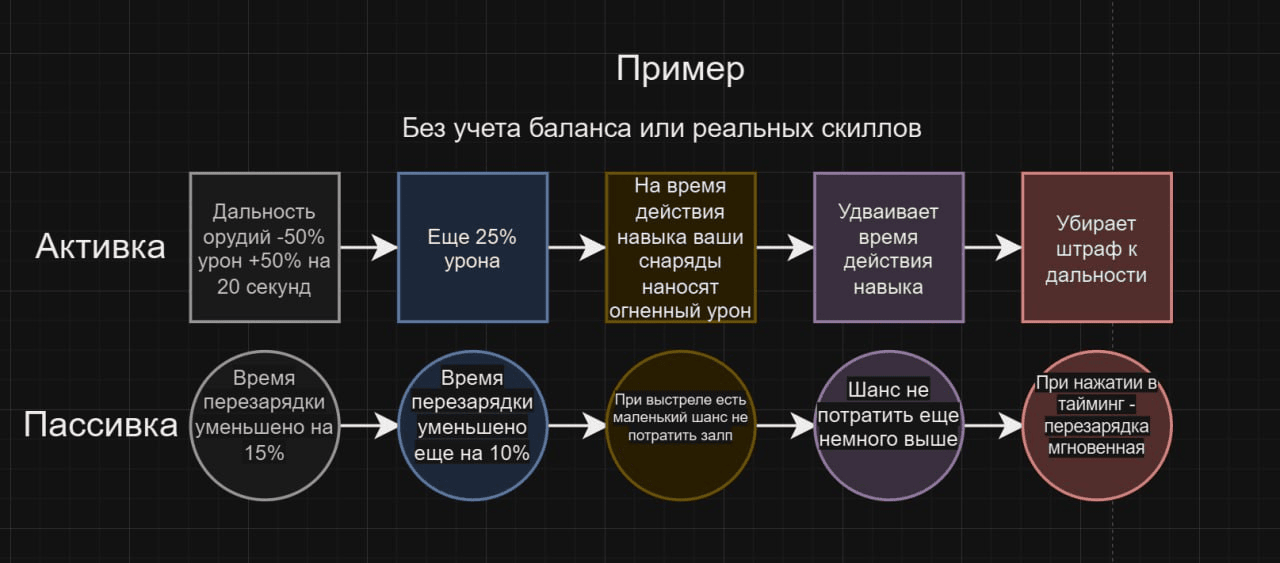 Пример
Без учета баланса или реальных скиллов
Активка
Дальность
орудий -50%
урон +50% на
20 секунд
Еще 25%
урона
На время
действия
навыка ваши
снаряды
наносят
огненный урон
Удваивает
время
действия
навыка
Убирает
штраф к
дальности
Пассивка
Время
перезарядки
уменьшено на
15%
Время
перезарядки
уменьшено
еще на 10%
При выстреле есть
маленький шанс не
потратить залп
Шанс не
потратить еще
немного выше
При нажатии в
тайминг -
перезарядка
мгновенная